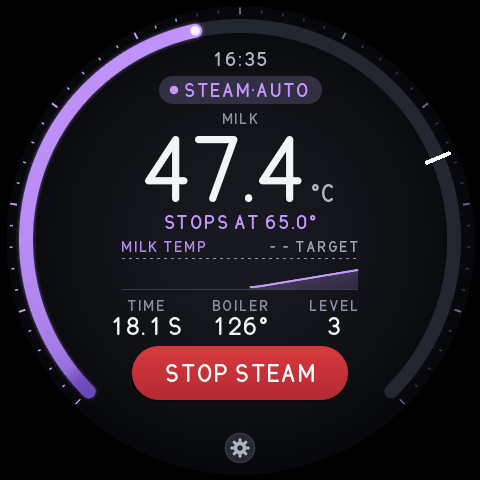 16:35
STEAM·AUTO
MILK
47.4 °C
STOPS AT 65.0°
MILK TEMP -- TARGET
TIME BOILER LEVEL
18.1 S 126° 3
STOP STEAM